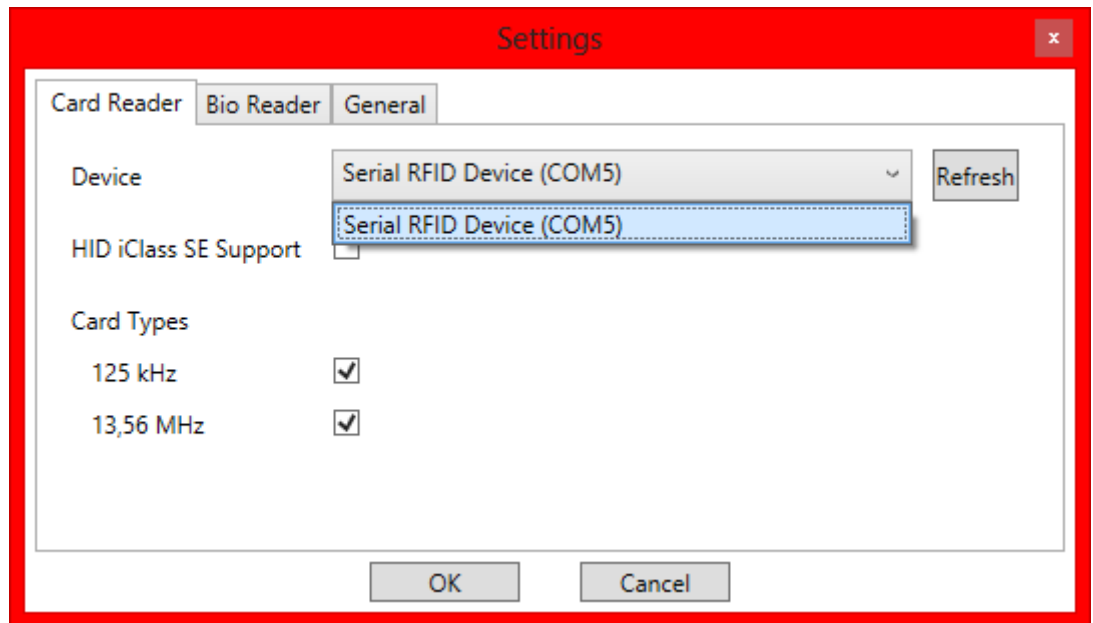 Settings
x
Card Reader Bio Reader General
Device Serial RFID Device (COM5) Refresh
Serial RFID Device (COM5)
HID iClass SE Support
Card Types
125 kHz
13,56 MHz
OK Cancel